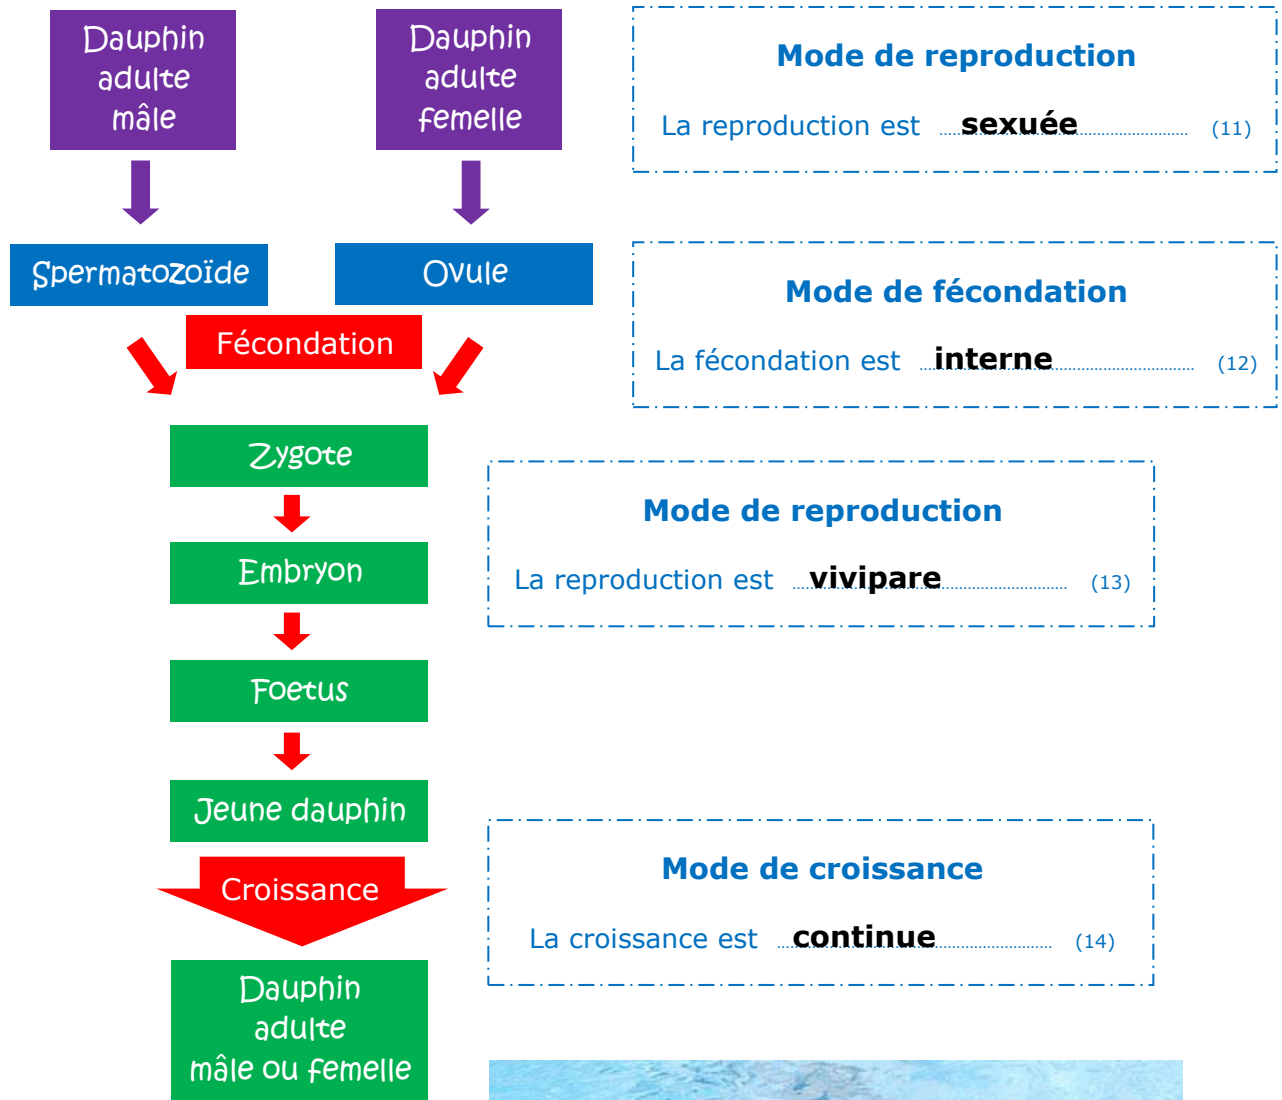 Dauphin
adulte
mâle
Dauphin
adulte
femelle
Mode de reproduction
La reproduction est sexuée (11)
Spermatozoïde
Ovule
Fécondation
Mode de fécondation
La fécondation est interne (12)
Zygote
Mode de reproduction
La reproduction est vivipare (13)
Embryon
Foetus
Jeune dauphin
Croissance
Mode de croissance
La croissance est continue (14)
Dauphin
adulte
mâle ou femelle